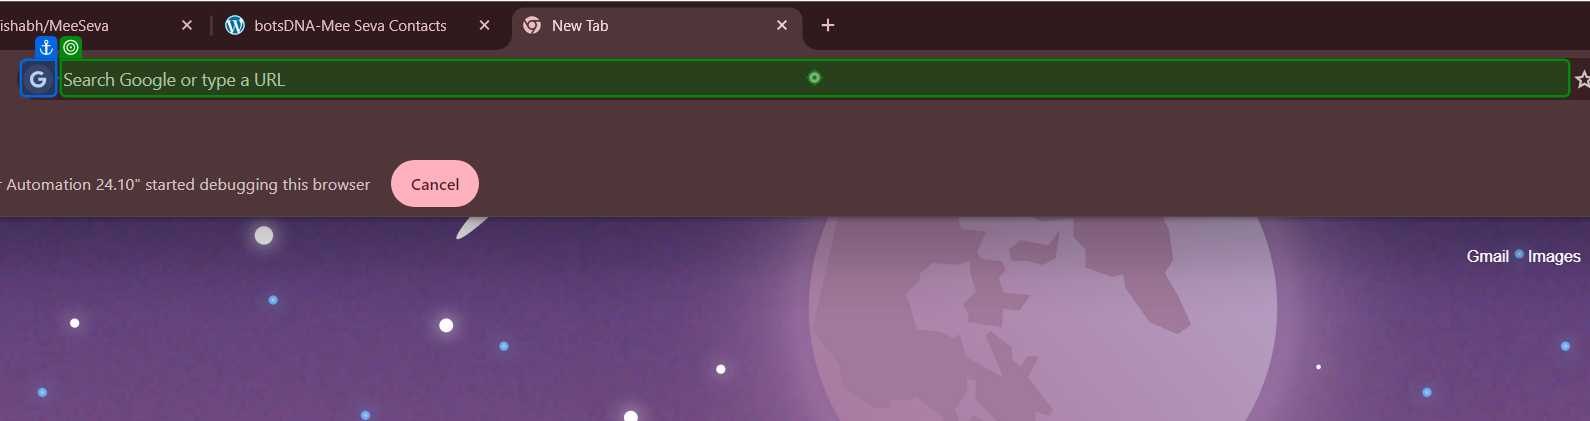 ishabh/MeeSeva
botsDNA-Mee Seva Contacts
New Tab
G Search Google or type a URL
Automation 24.10" started debugging this browser
Cancel
Gmail Images